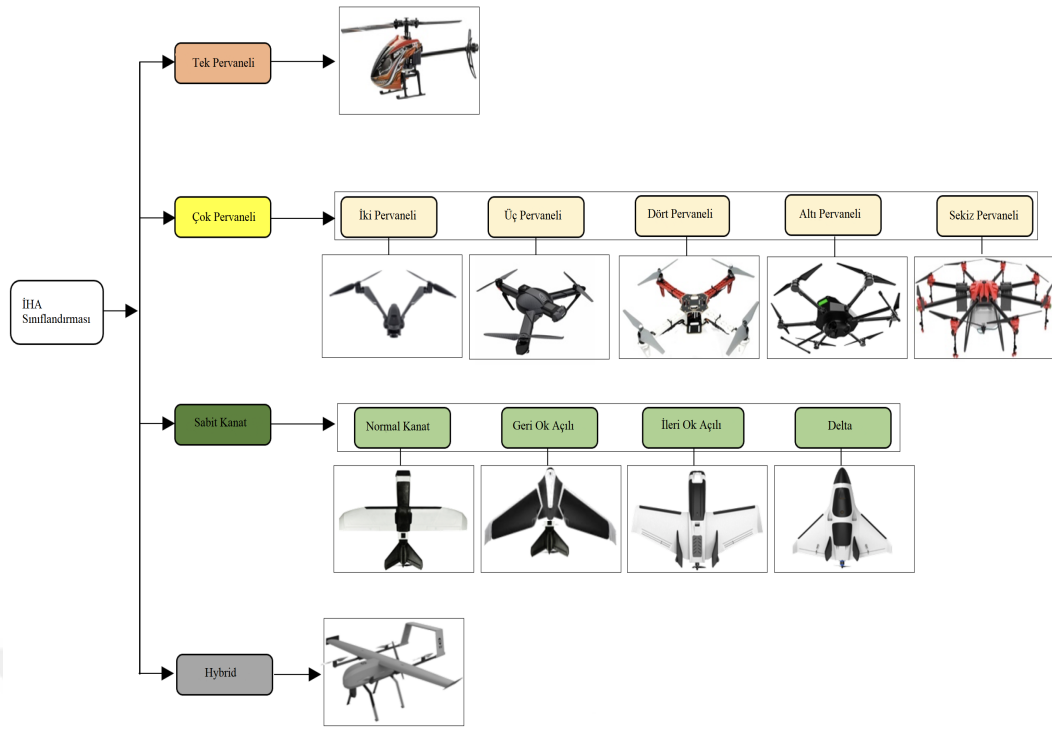 Tek Pervaneli
Çok Pervaneli
İki Pervaneli
Üç Pervaneli
Dört Pervaneli
Altı Pervaneli
Sekiz Pervaneli
İHA
Sınıflandırması
Sabit Kanat
Normal Kanat
Geri Ok Açılı
İleri Ok Açılı
Delta
Hybrid